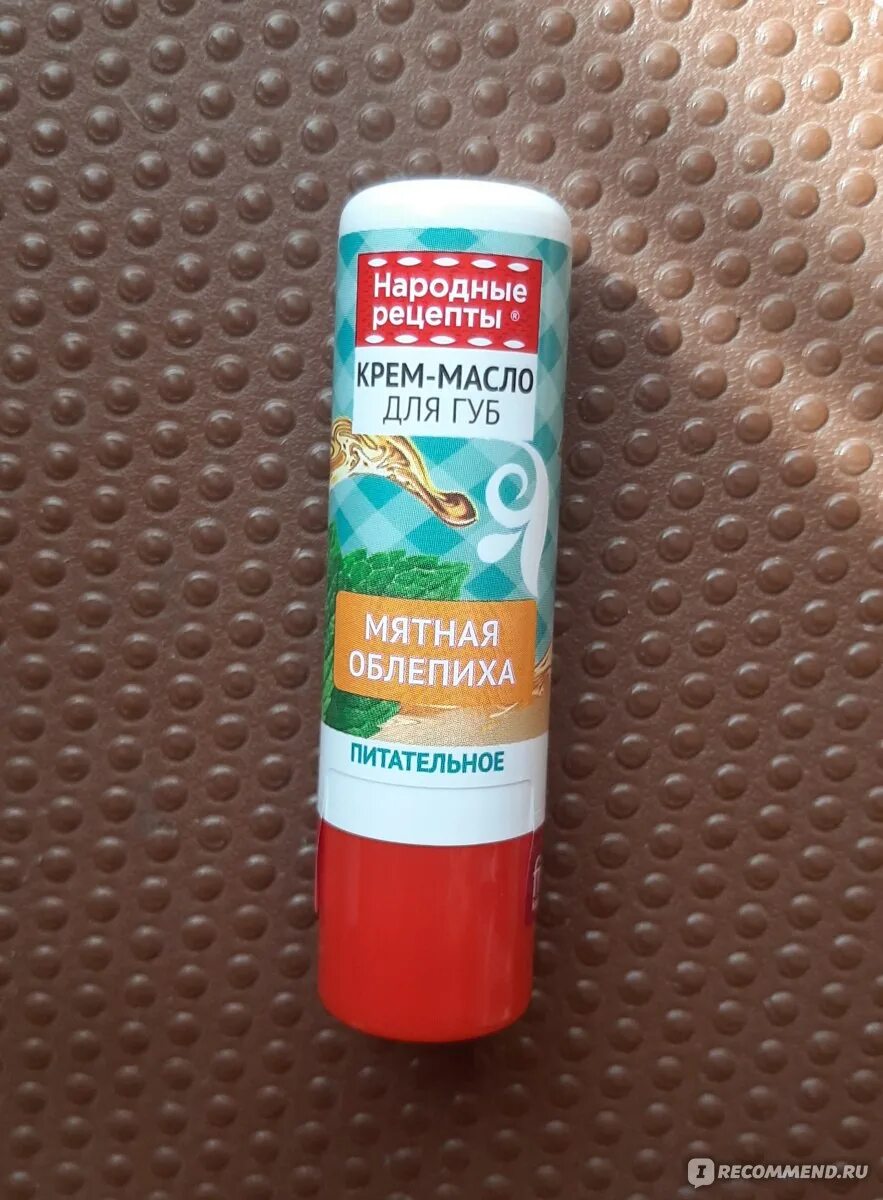 Народные
рецепты ®
КРЕМ-МАСЛО
ДЛЯ ГУБ
МЯТНАЯ
ОБЛЕПИХА
ПИТАТЕЛЬНОЕ
I RECOMMEND.RU